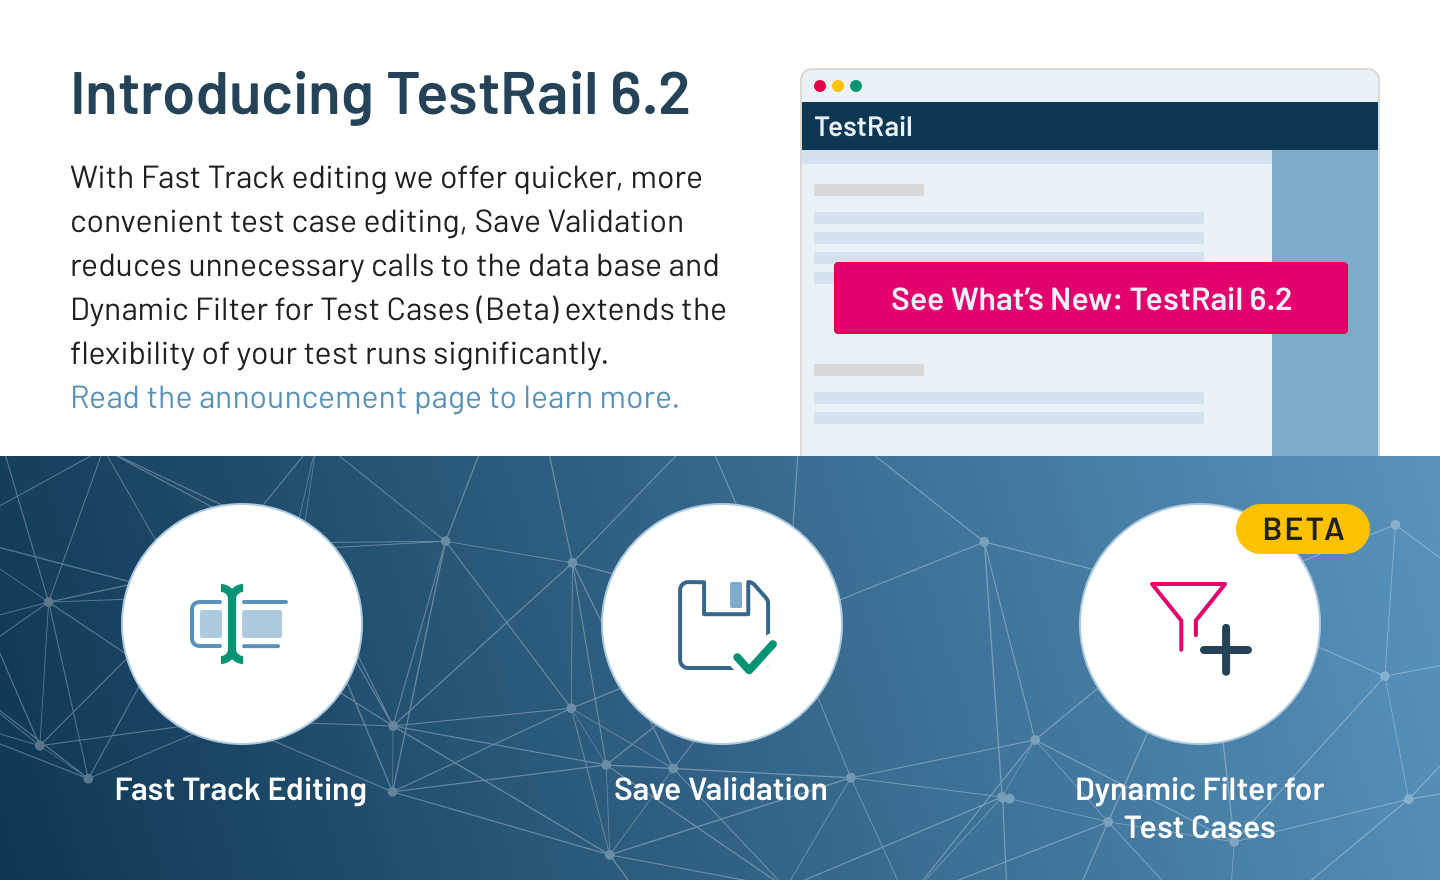 Introducing TestRail 6.2
With Fast Track editing we offer quicker, more
convenient test case editing, Save Validation
reduces unnecessary calls to the data base and
Dynamic Filter for Test Cases (Beta) extends the
flexibility of your test runs significantly.
Read the announcement page to learn more.
TestRail
See What’s New: TestRail 6.2
Fast Track Editing
Save Validation
BETA
Dynamic Filter for
Test Cases